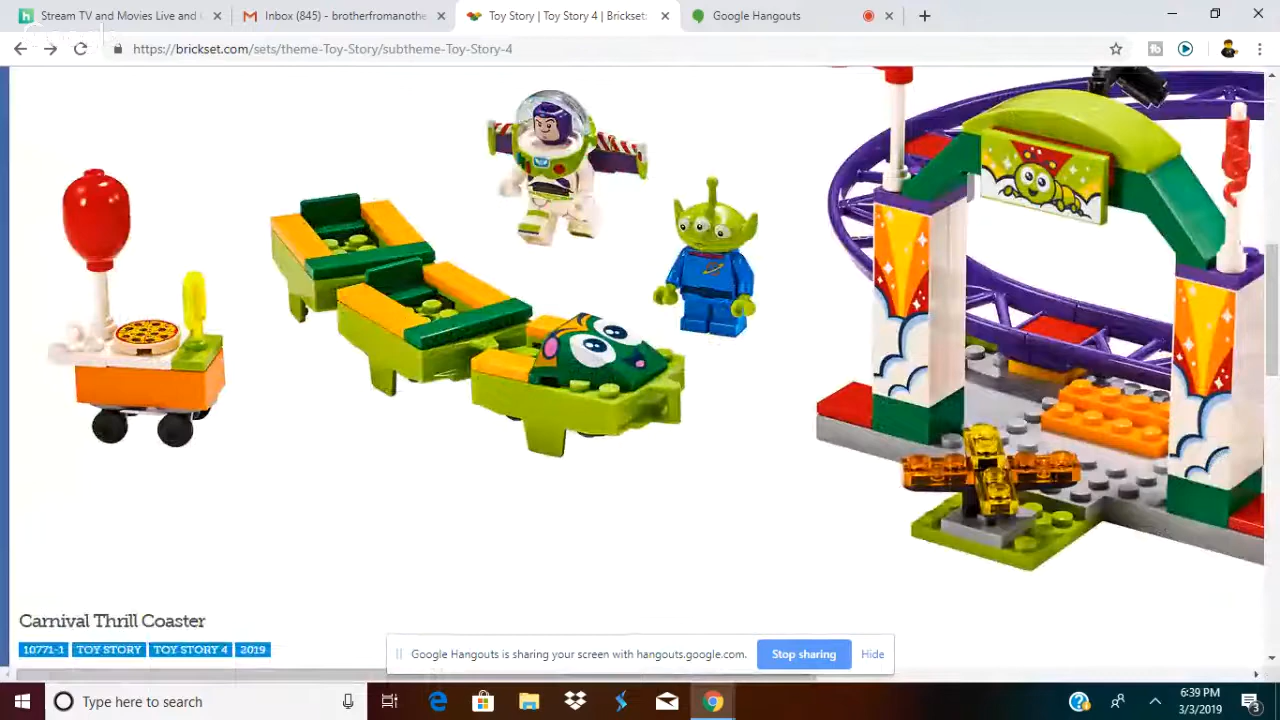 Stream TV and Movies Live and
Inbox (845) - brotherfromanothe
Toy Story | Toy Story 4 | Brickset:
Google Hangouts
https://brickset.com/sets/theme-Toy-Story/subtheme-Toy-Story-4
Carnival Thrill Coaster
10771-1 TOY STORY TOY STORY 4 2019
Google Hangouts is sharing your screen with hangouts.google.com. Stop sharing Hide
Type here to search
6:39 PM
3/3/2019
3